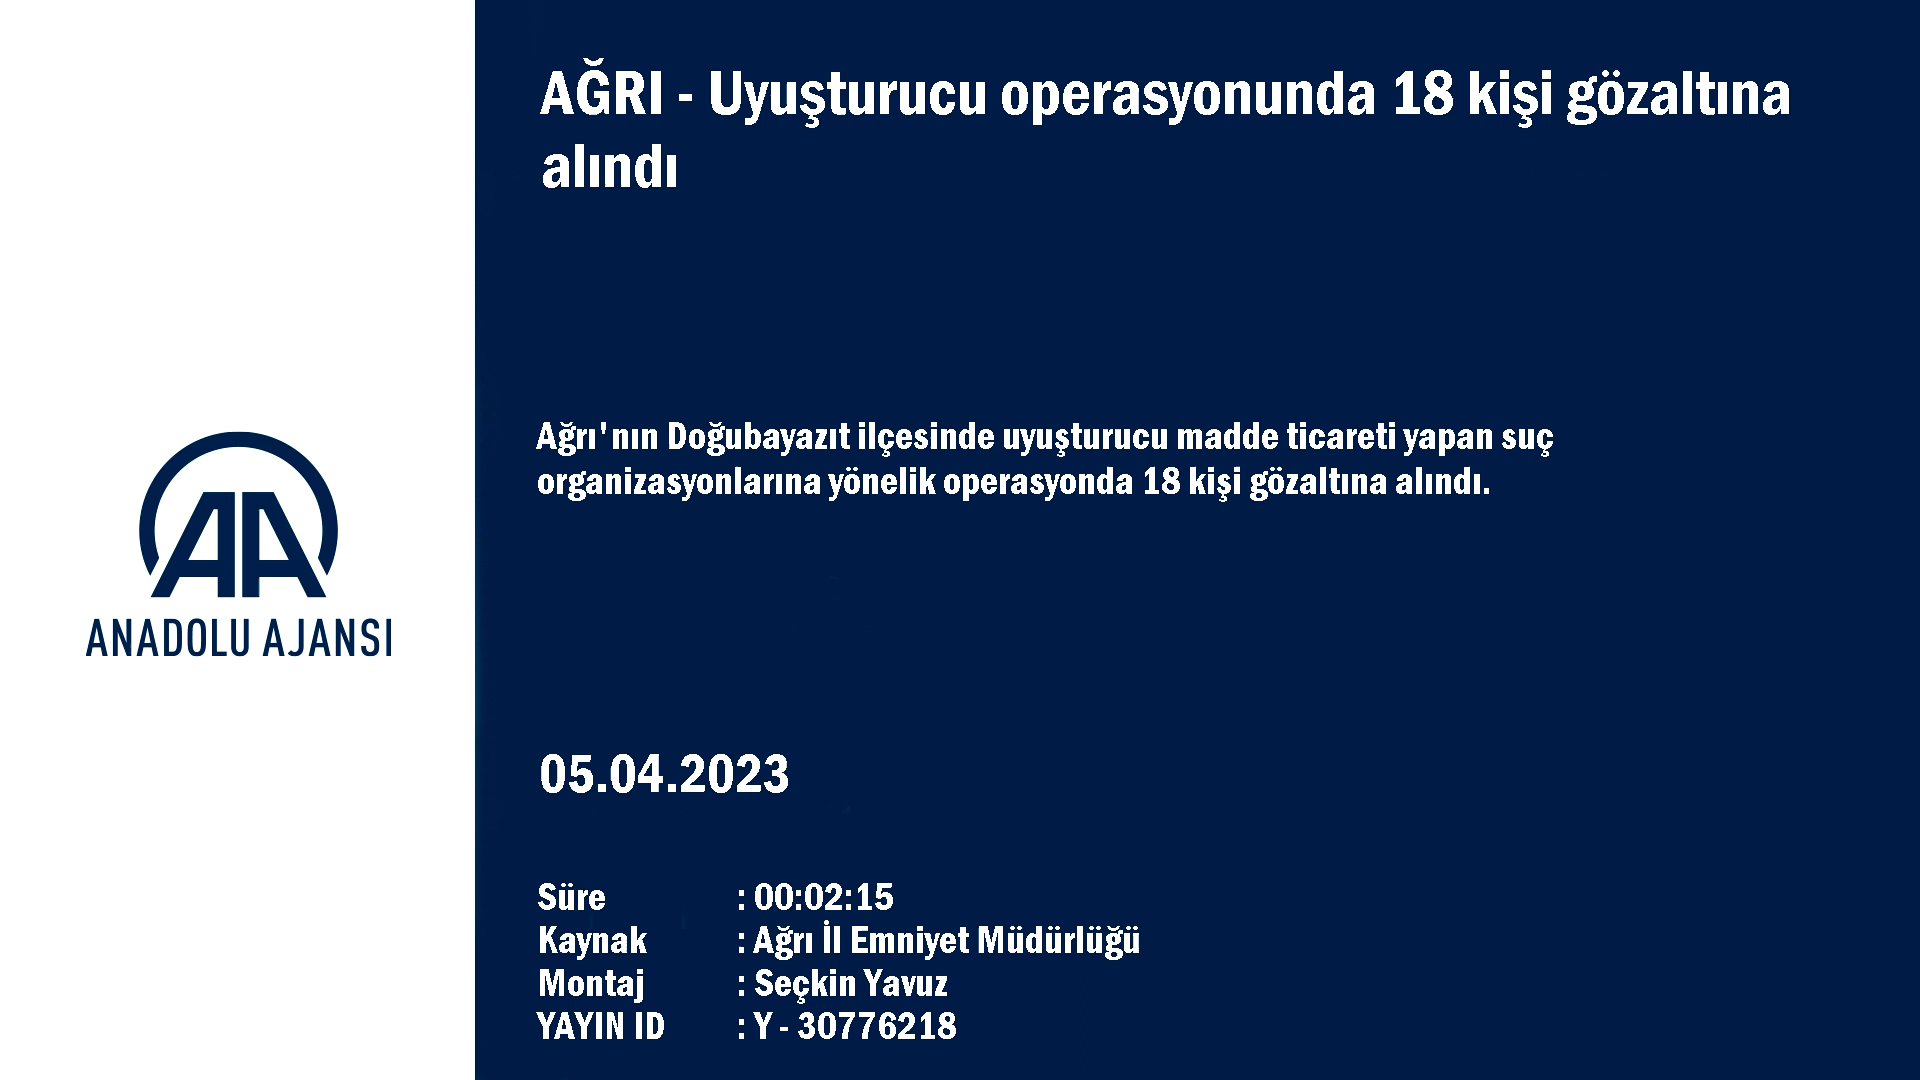 AĞRI - Uyuşturucu operasyonunda 18 kişi gözaltına
alındı
Ağrı'nın Doğubayazıt ilçesinde uyuşturucu madde ticareti yapan suç
organizasyonlarına yönelik operasyonda 18 kişi gözaltına alındı.
AA
ANADOLU AJANSI
05.04.2023
Süre : 00:02:15
Kaynak : Ağrı İl Emniyet Müdürlüğü
Montaj : Seçkin Yavuz
YAYIN ID : Y - 30776218